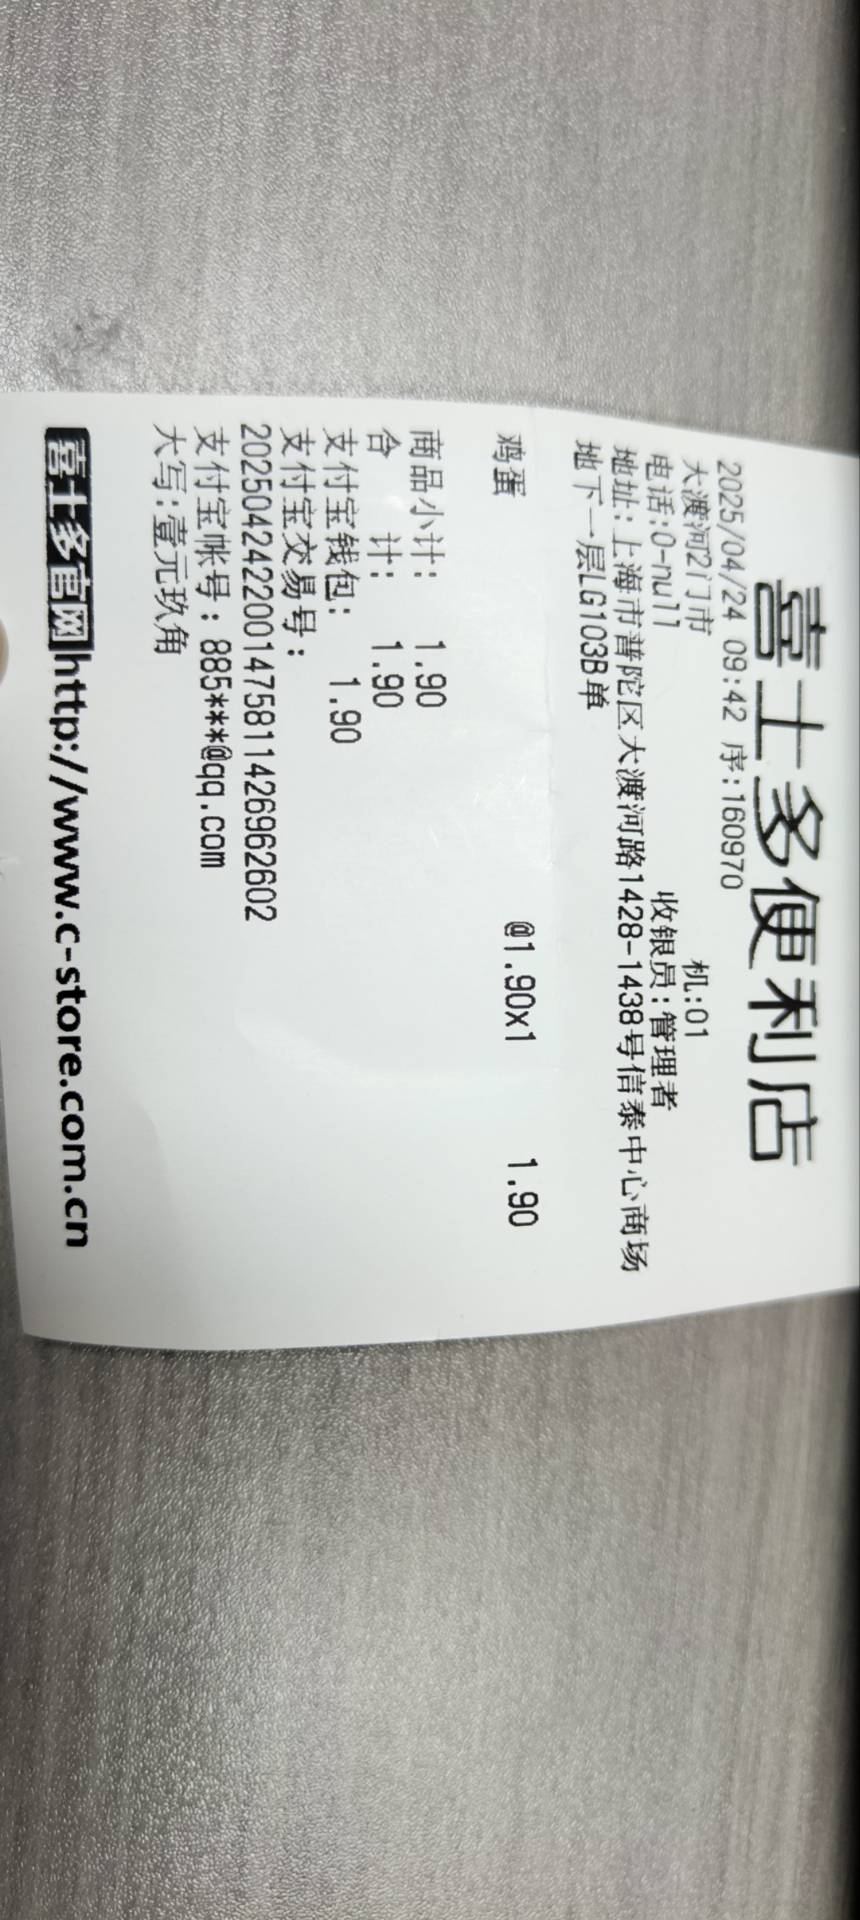 喜士多便利店
2025/04/24 09:42 序:160970
大渡河2门市 机:01
电话:0-null 收银员:管理者
地址:上海市普陀区大渡河路1428-1438号信泰中心商场
地下一层LG103B单
鸡蛋 @1.90x1 1.90
商品小计: 1.90
合 计: 1.90
支付宝钱包: 1.90
支付宝交易号:
2025042422001475811426962602
支付宝帐号:885***@qq.com
大写:壹元玖角
喜士多官网http://www.c-store.com.cn